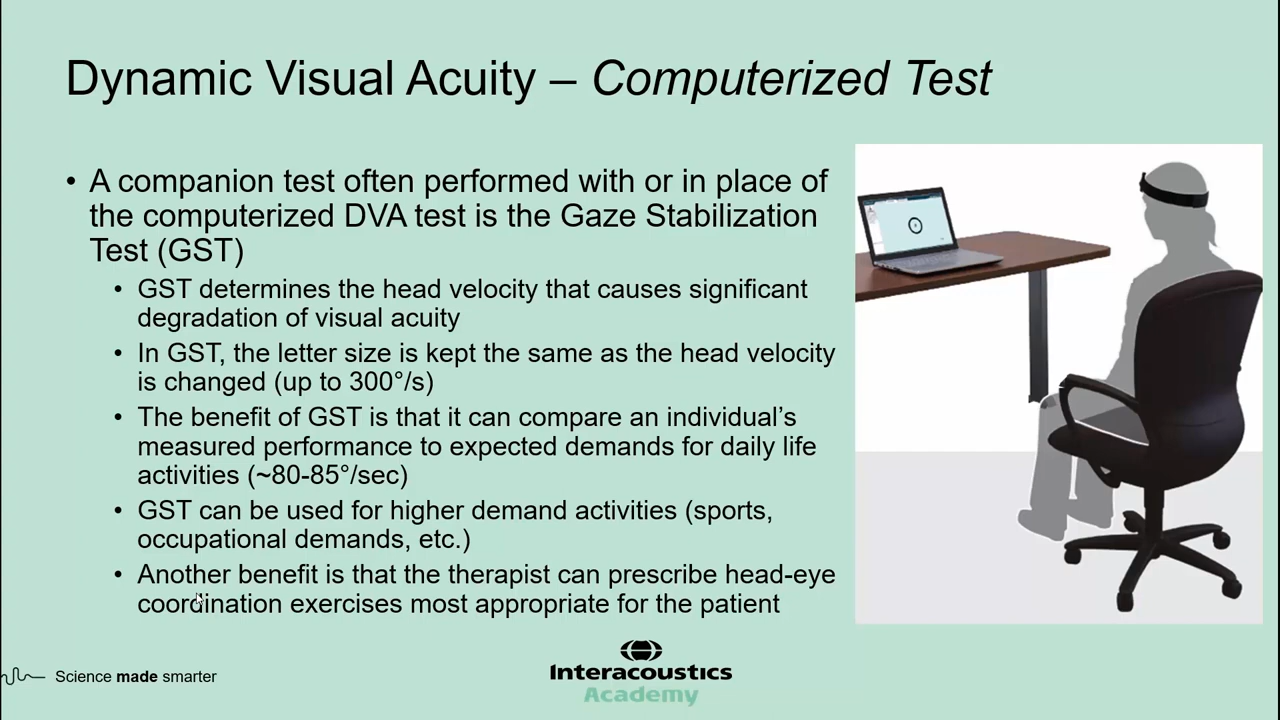 Dynamic Visual Acuity – Computerized Test
• A companion test often performed with or in place of
the computerized DVA test is the Gaze Stabilization
Test (GST)
• GST determines the head velocity that causes significant
degradation of visual acuity
• In GST, the letter size is kept the same as the head velocity
is changed (up to 300°/s)
• The benefit of GST is that it can compare an individual’s
measured performance to expected demands for daily life
activities (~80-85°/sec)
• GST can be used for higher demand activities (sports,
occupational demands, etc.)
• Another benefit is that the therapist can prescribe head-eye
coordination exercises most appropriate for the patient
Science made smarter
Interacoustics
Academy